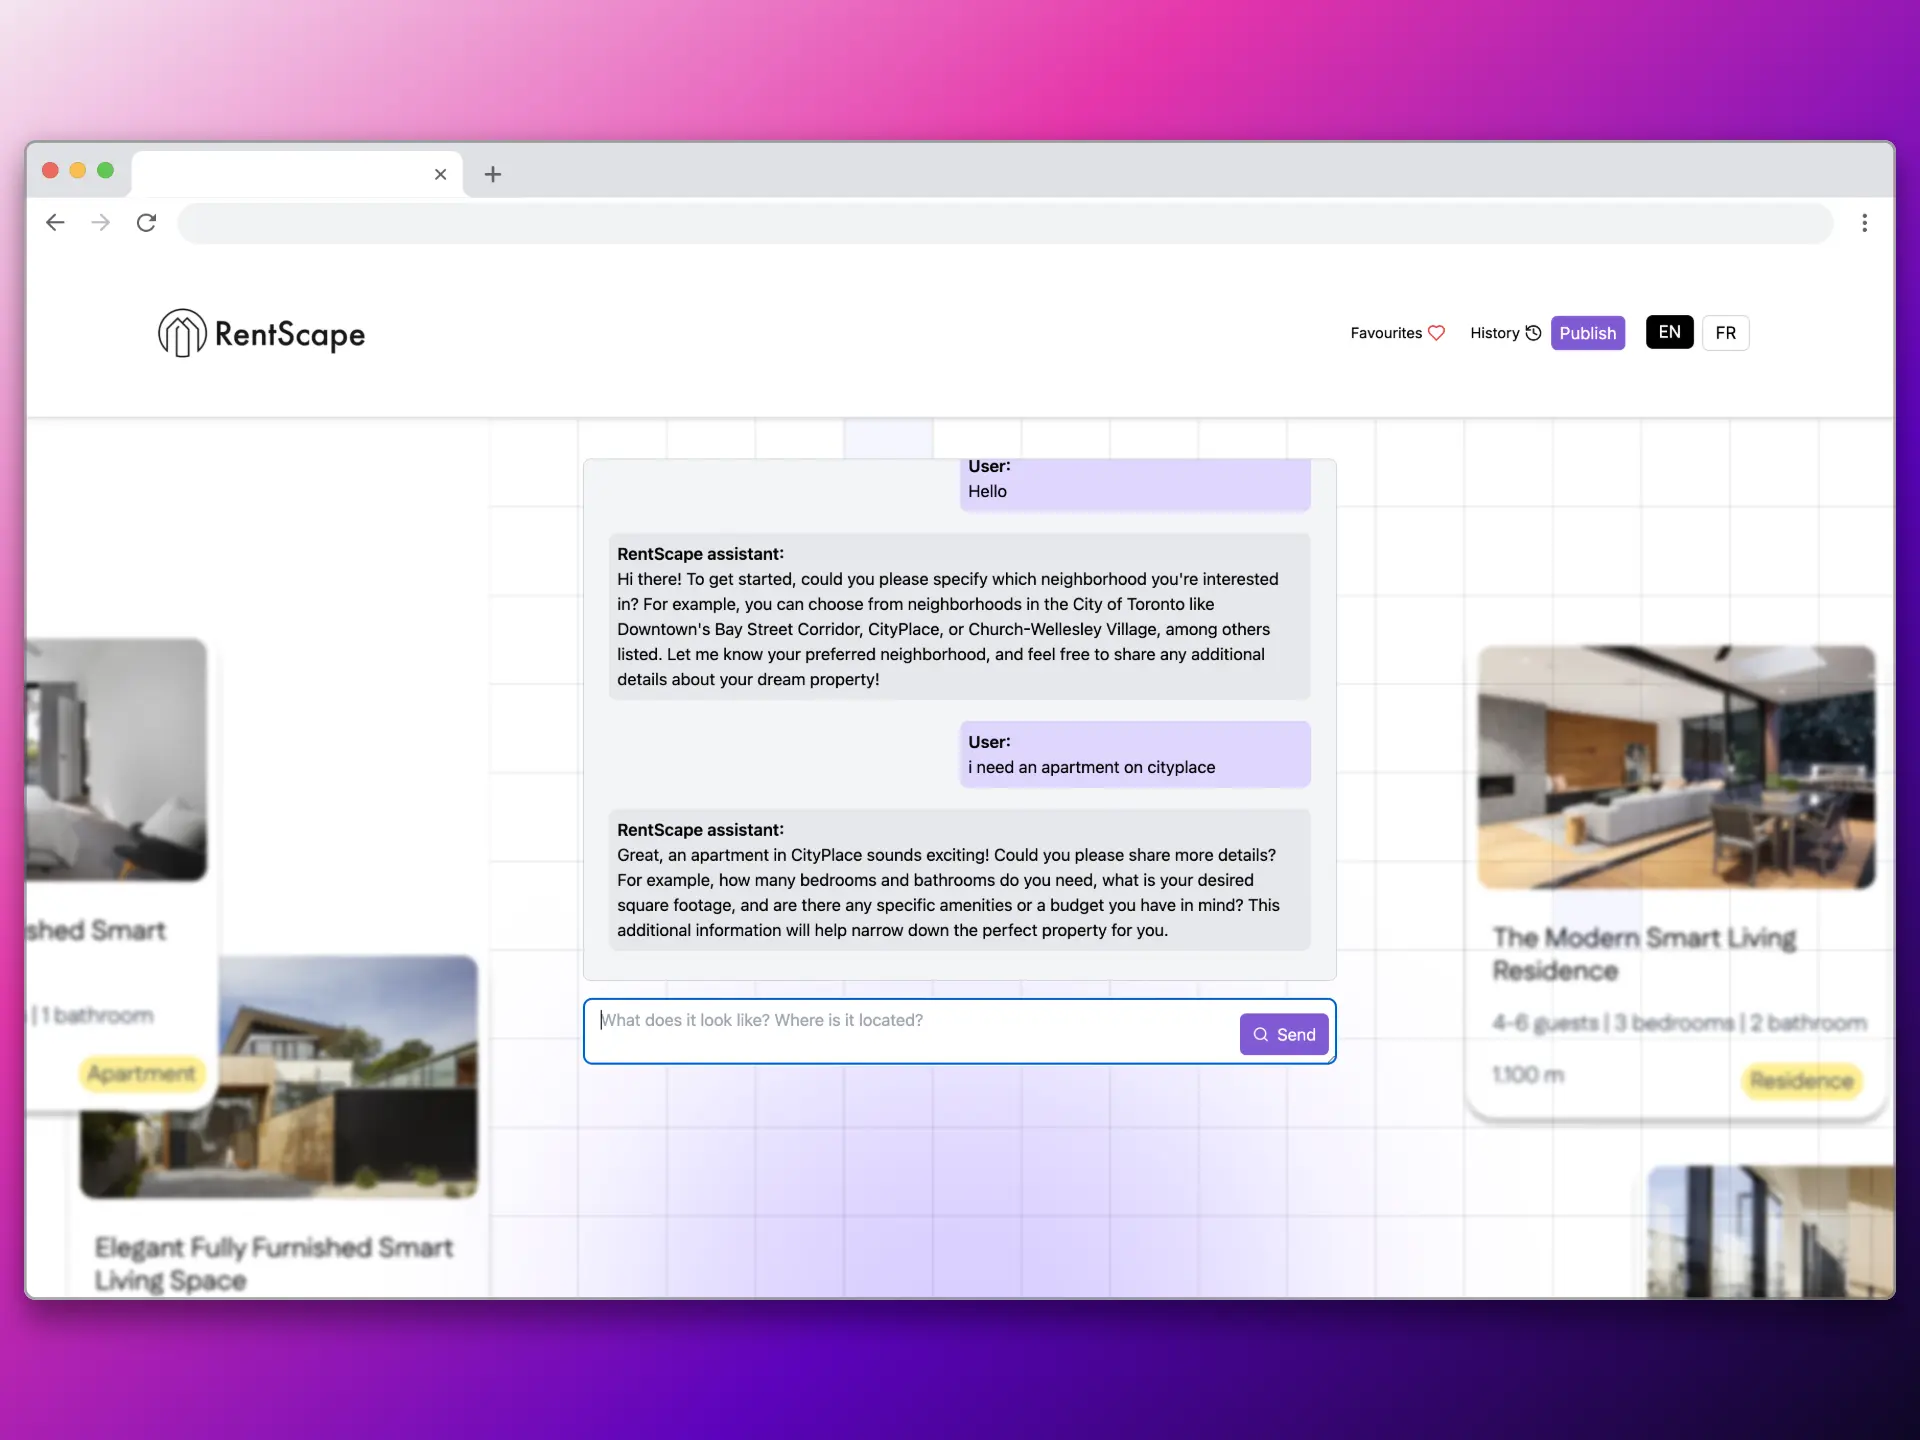 RentScape
Favourites
History
Publish
EN
FR
User:
Hello
RentScape assistant:
Hi there! To get started, could you please specify which neighborhood you're interested
in? For example, you can choose from neighborhoods in the City of Toronto like
Downtown's Bay Street Corridor, CityPlace, or Church-Wellesley Village, among others
listed. Let me know your preferred neighborhood, and feel free to share any additional
details about your dream property!
User:
i need an apartment on cityplace
RentScape assistant:
Great, an apartment in CityPlace sounds exciting! Could you please share more details?
For example, how many bedrooms and bathrooms do you need, what is your desired
square footage, and are there any specific amenities or a budget you have in mind? This
additional information will help narrow down the perfect property for you.
What does it look like? Where is it located?
Send
shed Smart
| 1 bathroom
Apartment
Elegant Fully Furnished Smart
Living Space
The Modern Smart Living
Residence
4-6 guests | 3 bedrooms | 2 bathroom
1.100 m
Residence